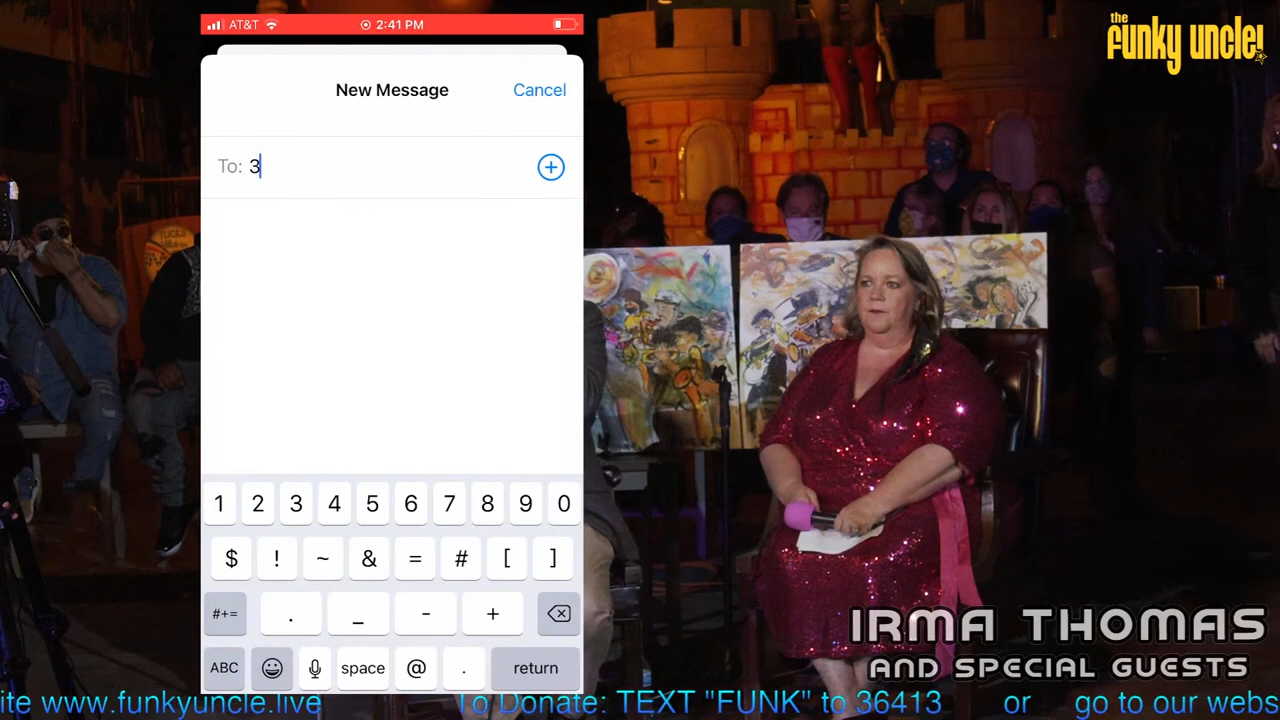 AT&T 2:41 PM
New Message Cancel
To: 3
1 2 3 4 5 6 7 8 9 0
$ ! ~ & = # [ ]
#+= . _ - +
ABC space @ . return
the
funky uncle!
IRMA THOMAS
AND SPECIAL GUESTS
ite www.funkyuncle.live To Donate: TEXT "FUNK" to 36413 or go to our webs